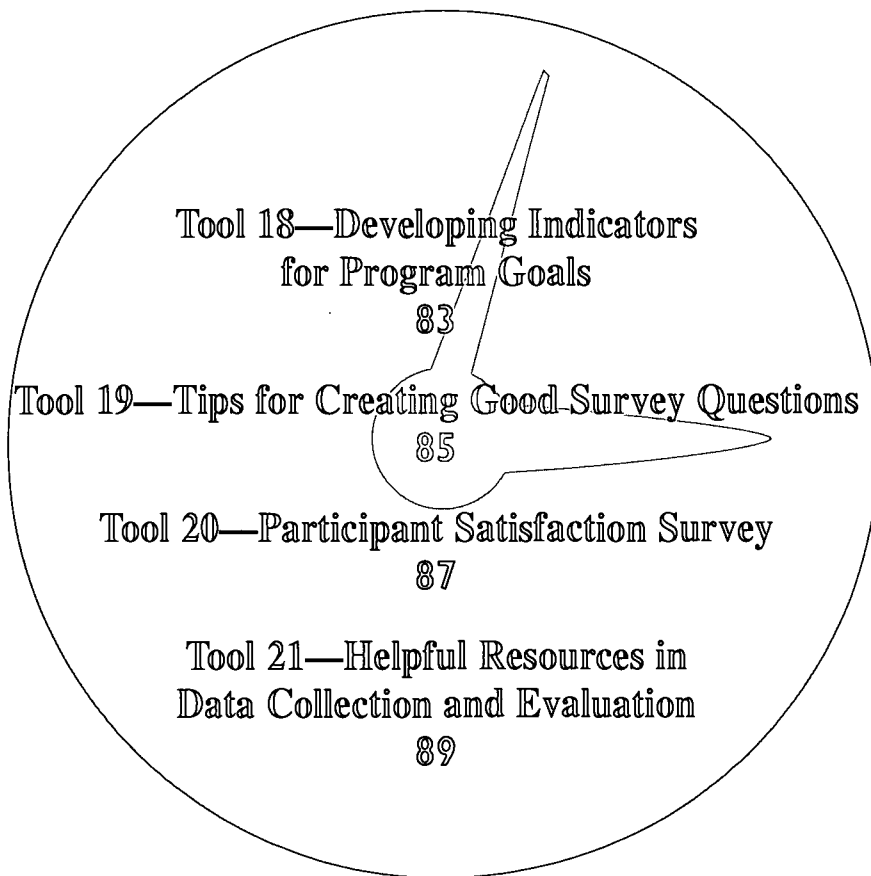 Tool 18—Developing Indicators
for Program Goals
83
Tool 19—Tips for Creating Good Survey Questions
85
Tool 20—Participant Satisfaction Survey
87
Tool 21—Helpful Resources in
Data Collection and Evaluation
89